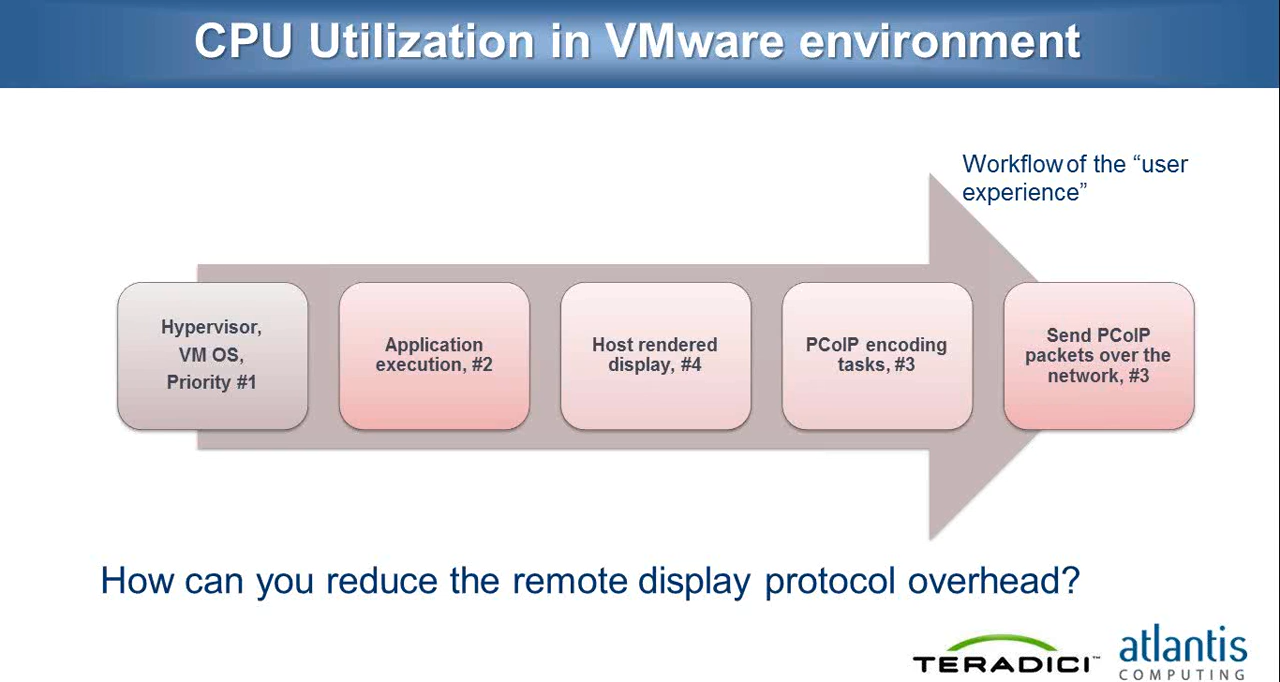 CPU Utilization in VMware environment
Workflow of the “user
experience”
Hypervisor,
VM OS,
Priority #1
Application
execution, #2
Host rendered
display, #4
PCoIP encoding
tasks, #3
Send PCoIP
packets over the
network, #3
How can you reduce the remote display protocol overhead?
TERADICI™
atlantis
COMPUTING